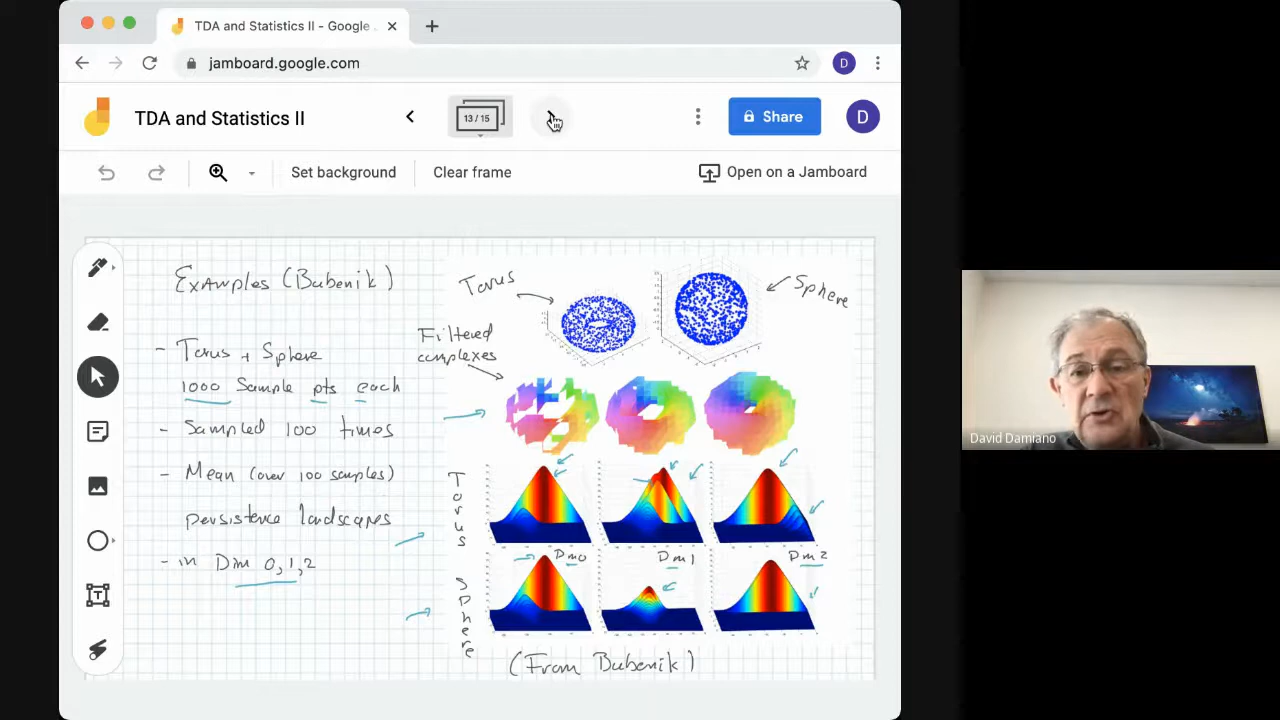 TDA and Statistics II - Google
jamboard.google.com
D
TDA and Statistics II
13 / 15
Share
D
Set background
Clear frame
Open on a Jamboard
Examples (Bubenik)
Torus
Sphere
Filtered
complexes
- Torus + Sphere
1000 Sample pts each
- Sampled 100 times
- Mean (over 100 samples)
persistence landscapes
- in Dim 0, 1, 2
Torus
Dim 0
Dim 1
Dim 2
Sphere
(From Bubenik)
David Damiano